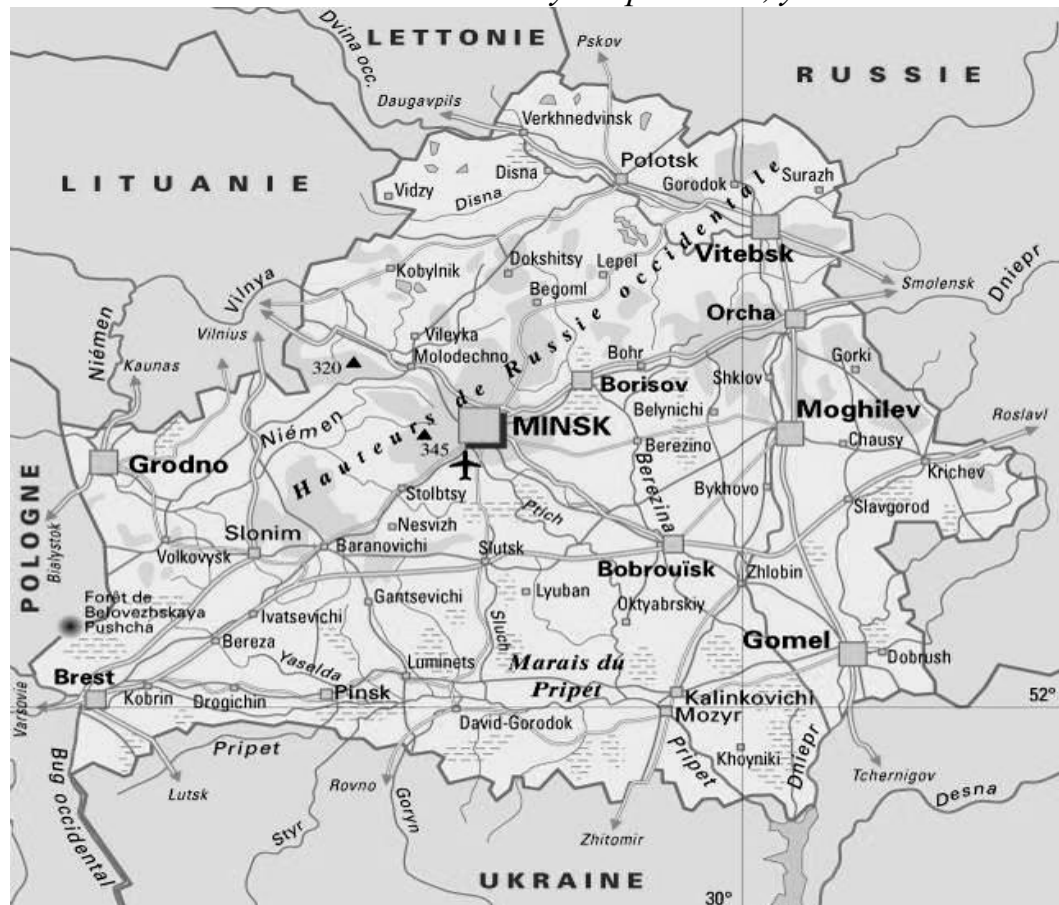 LETTONIE
Pskov
RUSSIE
Dvina occ.
Daugavpils
Verkhnedvinsk
LITUANIE
Polotsk
Disna
Gorodok
Surazh
Vidzy
Disna
Vitebsk
Kobylnik
Dokshitsy
Lepel
Smolensk
Dniepr
Vilnya
Begoml
Orcha
Niémen
Vilnius
Vileyka
Kaunas
Molodechno
Bohr
Gorki
320
Borisov
Shklov
Hauteurs de Russie occidentale
Belynichi
Moghilev
Roslavl
Niémen
MINSK
345
Berezino
Chausy
Grodno
Krichev
Berezina
Bykhovo
Stolbtsy
Slavgorod
POLOGNE
Bialystok
Ptich
Nesvizh
Slonim
Volkovysk
Baranovichi
Slutsk
Bobrouïsk
Zhlobin
Forêt de
Belovezhskaya
Pushcha
Gantsevichi
Lyuban
Oktyabrskiy
Ivatsevichi
Sluch
Gomel
Bereza
Dobrush
Yaselda
Luminets
Marais du
Pripet
Brest
Kobrin
Drogichin
Pinsk
Kalinkovichi
52°
Varsovie
David-Gorodok
Mozyr
Pripet
Pripet
Khoyniki
Dniepr
Bug occidental
Lutsk
Rovno
Goryn
Tchernigov
Desna
Styr
Zhitomir
UKRAINE
30°